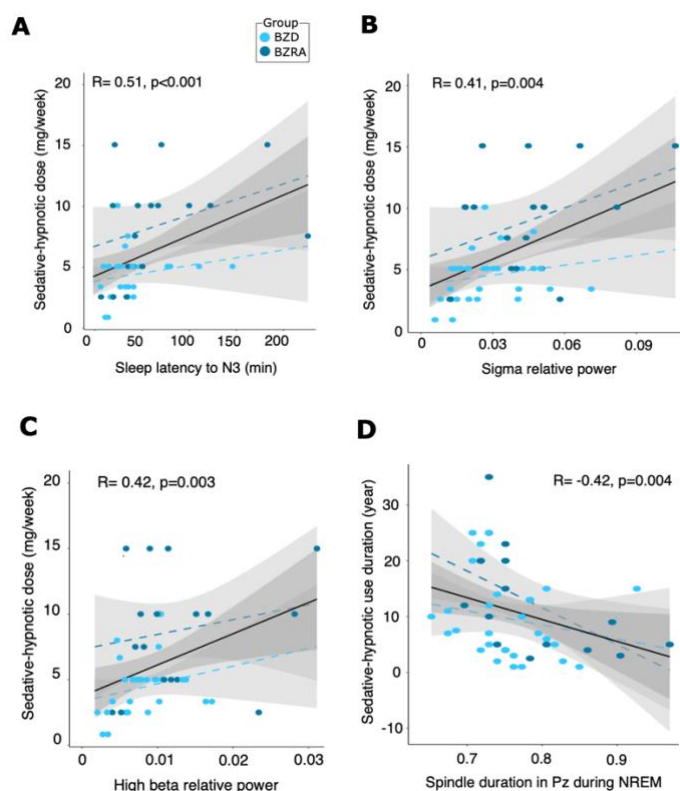 A
Group
BZD
BZRA
R= 0.51, p<0.001
Sedative-hypnotic dose (mg/week)
20
15
10
5
0
0
50
100
150
200
Sleep latency to N3 (min)
B
R= 0.41, p=0.004
Sedative-hypnotic dose (mg/week)
20
15
10
5
0
0
0.03
0.06
0.09
Sigma relative power
C
R= 0.42, p=0.003
Sedative-hypnotic dose (mg/week)
20
15
10
5
0
0
0.01
0.02
0.03
High beta relative power
D
R= -0.42, p=0.004
Sedative-hypnotic use duration (year)
30
20
10
0
-10
0.7
0.8
0.9
Spindle duration in Pz during NREM